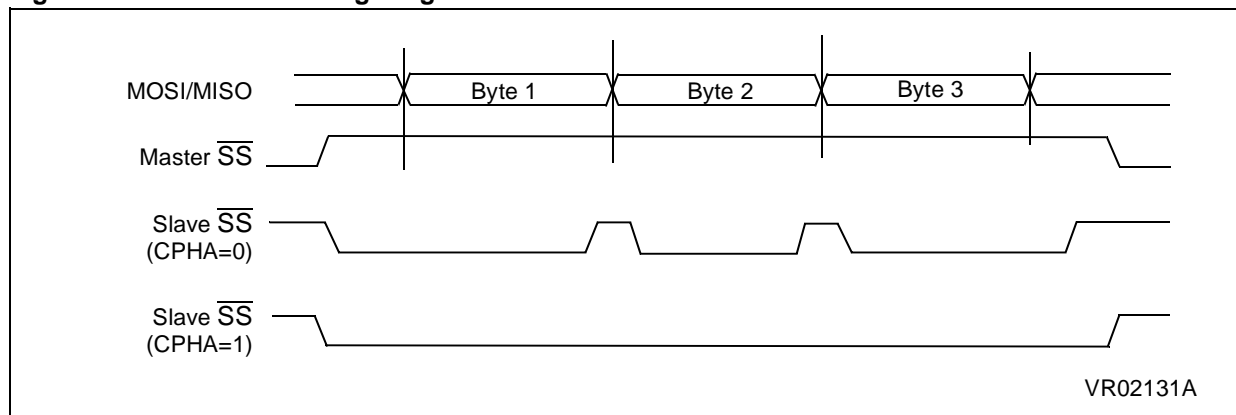 MOSI/MISO
Byte 1
Byte 2
Byte 3
Master SS
Slave SS
(CPHA=0)
Slave SS
(CPHA=1)
VR02131A